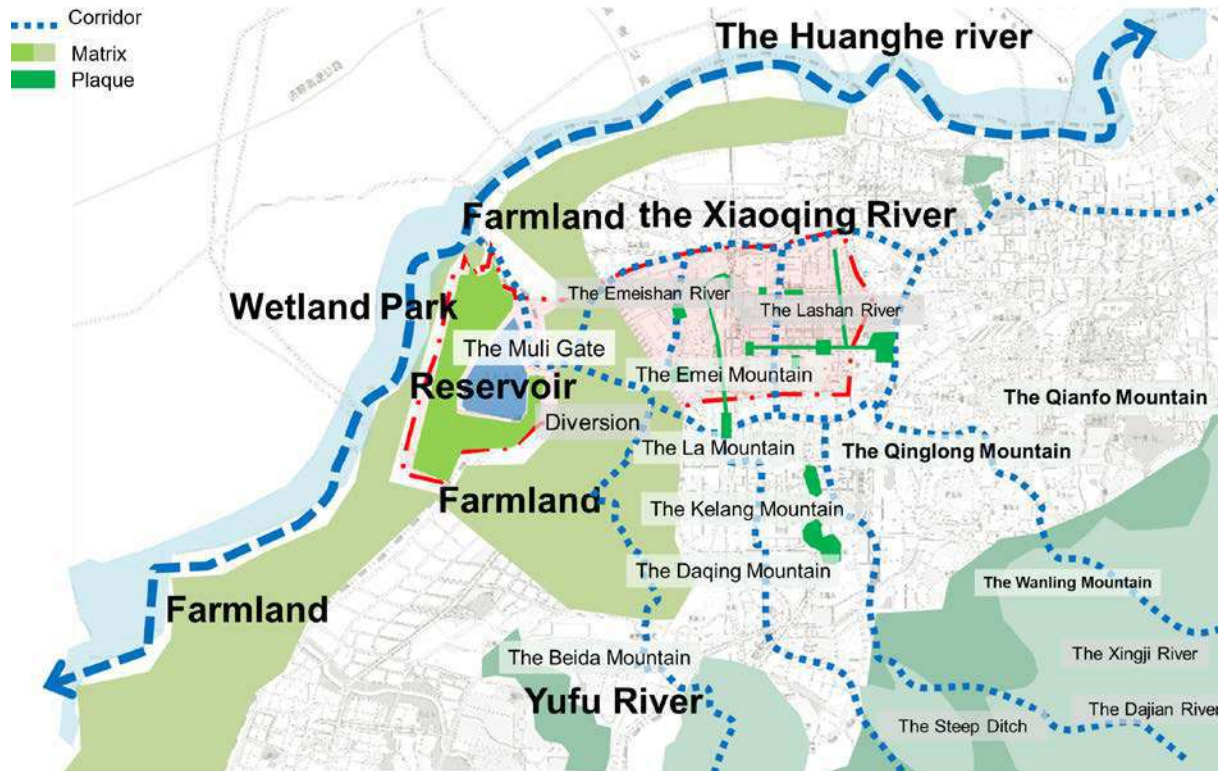 Corridor
Matrix
Plaque
The Huanghe river
Farmland
the Xiaoqing River
Wetland Park
The Emeishan River
The Lashan River
The Muli Gate
The Emei Mountain
Reservoir
Diversion
The Qianfo Mountain
The La Mountain
The Qinglong Mountain
Farmland
The Kelang Mountain
The Daqing Mountain
The Wanling Mountain
Farmland
The Beida Mountain
The Xingji River
Yufu River
The Dajian River
The Steep Ditch